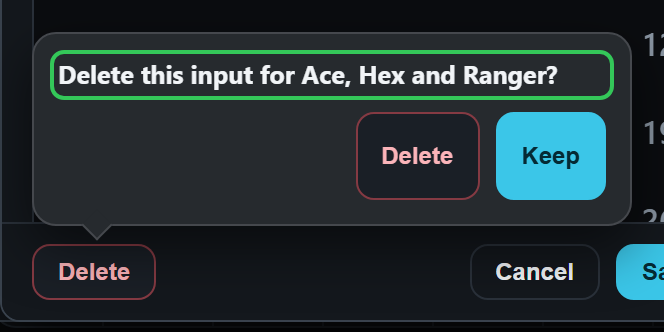 Delete this input for Ace, Hex and Ranger?
Delete
Keep
Delete
Cancel